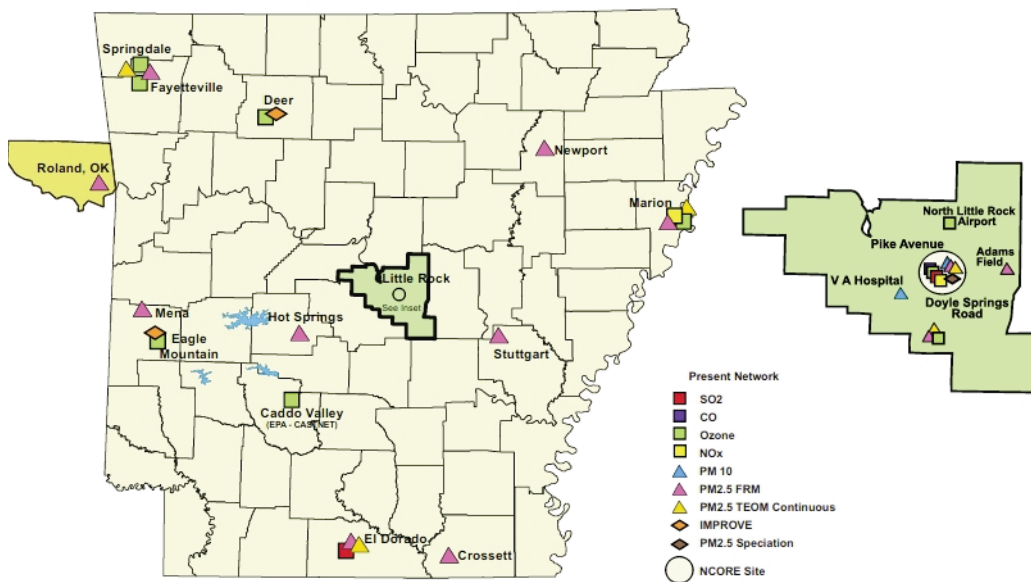 Springdale
Fayetteville
Deer
Newport
Roland, OK
Marion
Little Rock
See Inset
Mena
Hot Springs
Eagle
Mountain
Stuttgart
Caddo Valley
(EPA - CASTNET)
El Dorado
Crossett
North Little Rock
Airport
Pike Avenue
Adams
Field
V A Hospital
Doyle Springs
Road
Present Network
SO2
CO
Ozone
NOx
PM 10
PM2.5 FRM
PM2.5 TEOM Continuous
IMPROVE
PM2.5 Speciation
NCORE Site